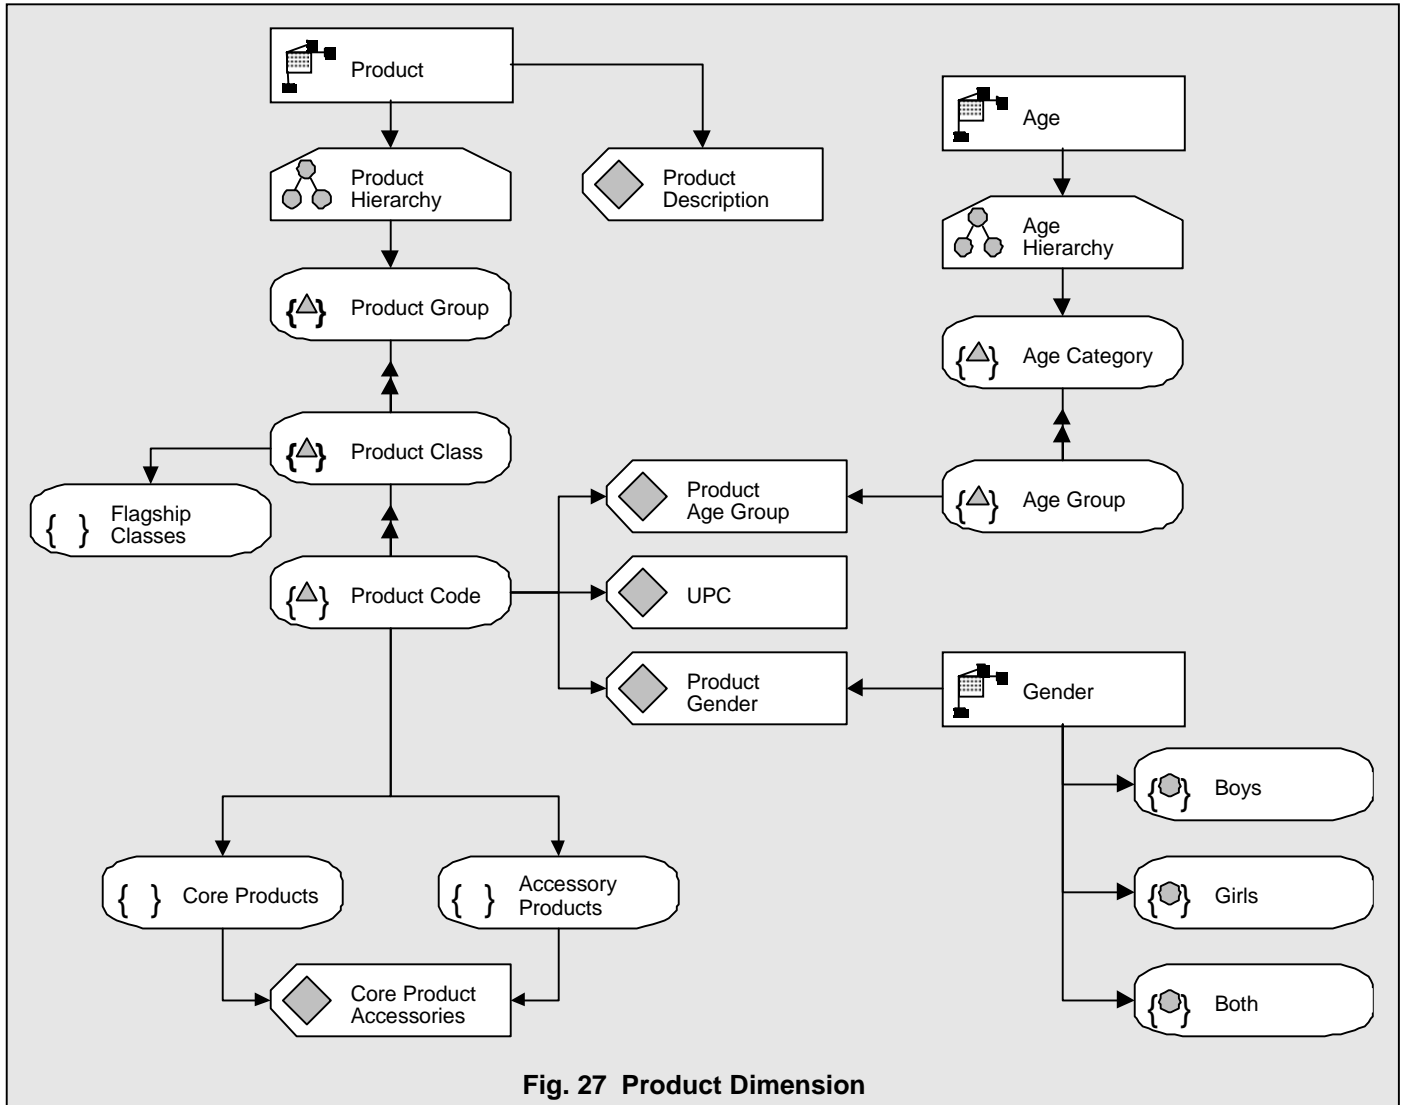 Product
Age
Product
Hierarchy
Product
Description
Age
Hierarchy
{ } Product Group
{ } Age Category
{ } Product Class
Product
Age Group
{ } Age Group
{ } Flagship
Classes
{ } Product Code
UPC
Product
Gender
Gender
{ } Boys
{ } Core Products
{ } Accessory
Products
{ } Girls
Core Product
Accessories
{ } Both
Fig. 27 Product Dimension